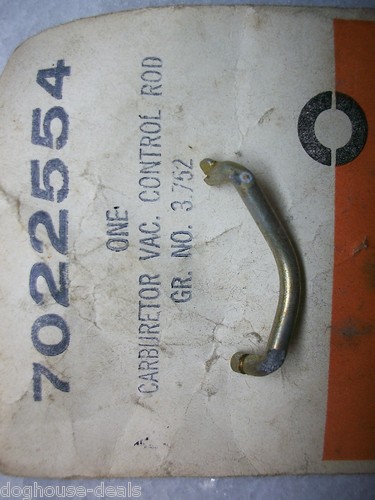 7022554
ONE
CARBURETOR VAC. CONTROL ROD
GR. NO. 3.752
doghouse-deals